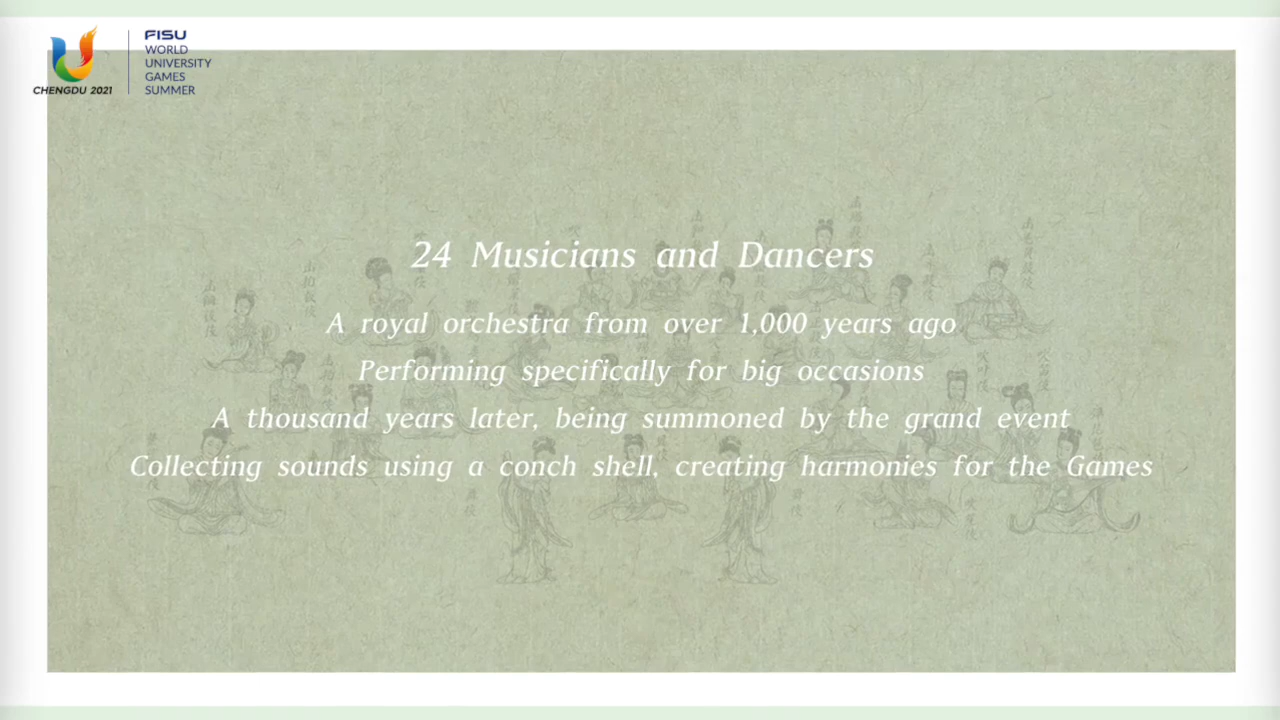 CHENGDU 2021
FISU
WORLD
UNIVERSITY
GAMES
SUMMER
24 Musicians and Dancers
A royal orchestra from over 1,000 years ago
Performing specifically for big occasions
A thousand years later, being summoned by the grand event
Collecting sounds using a conch shell, creating harmonies for the Games